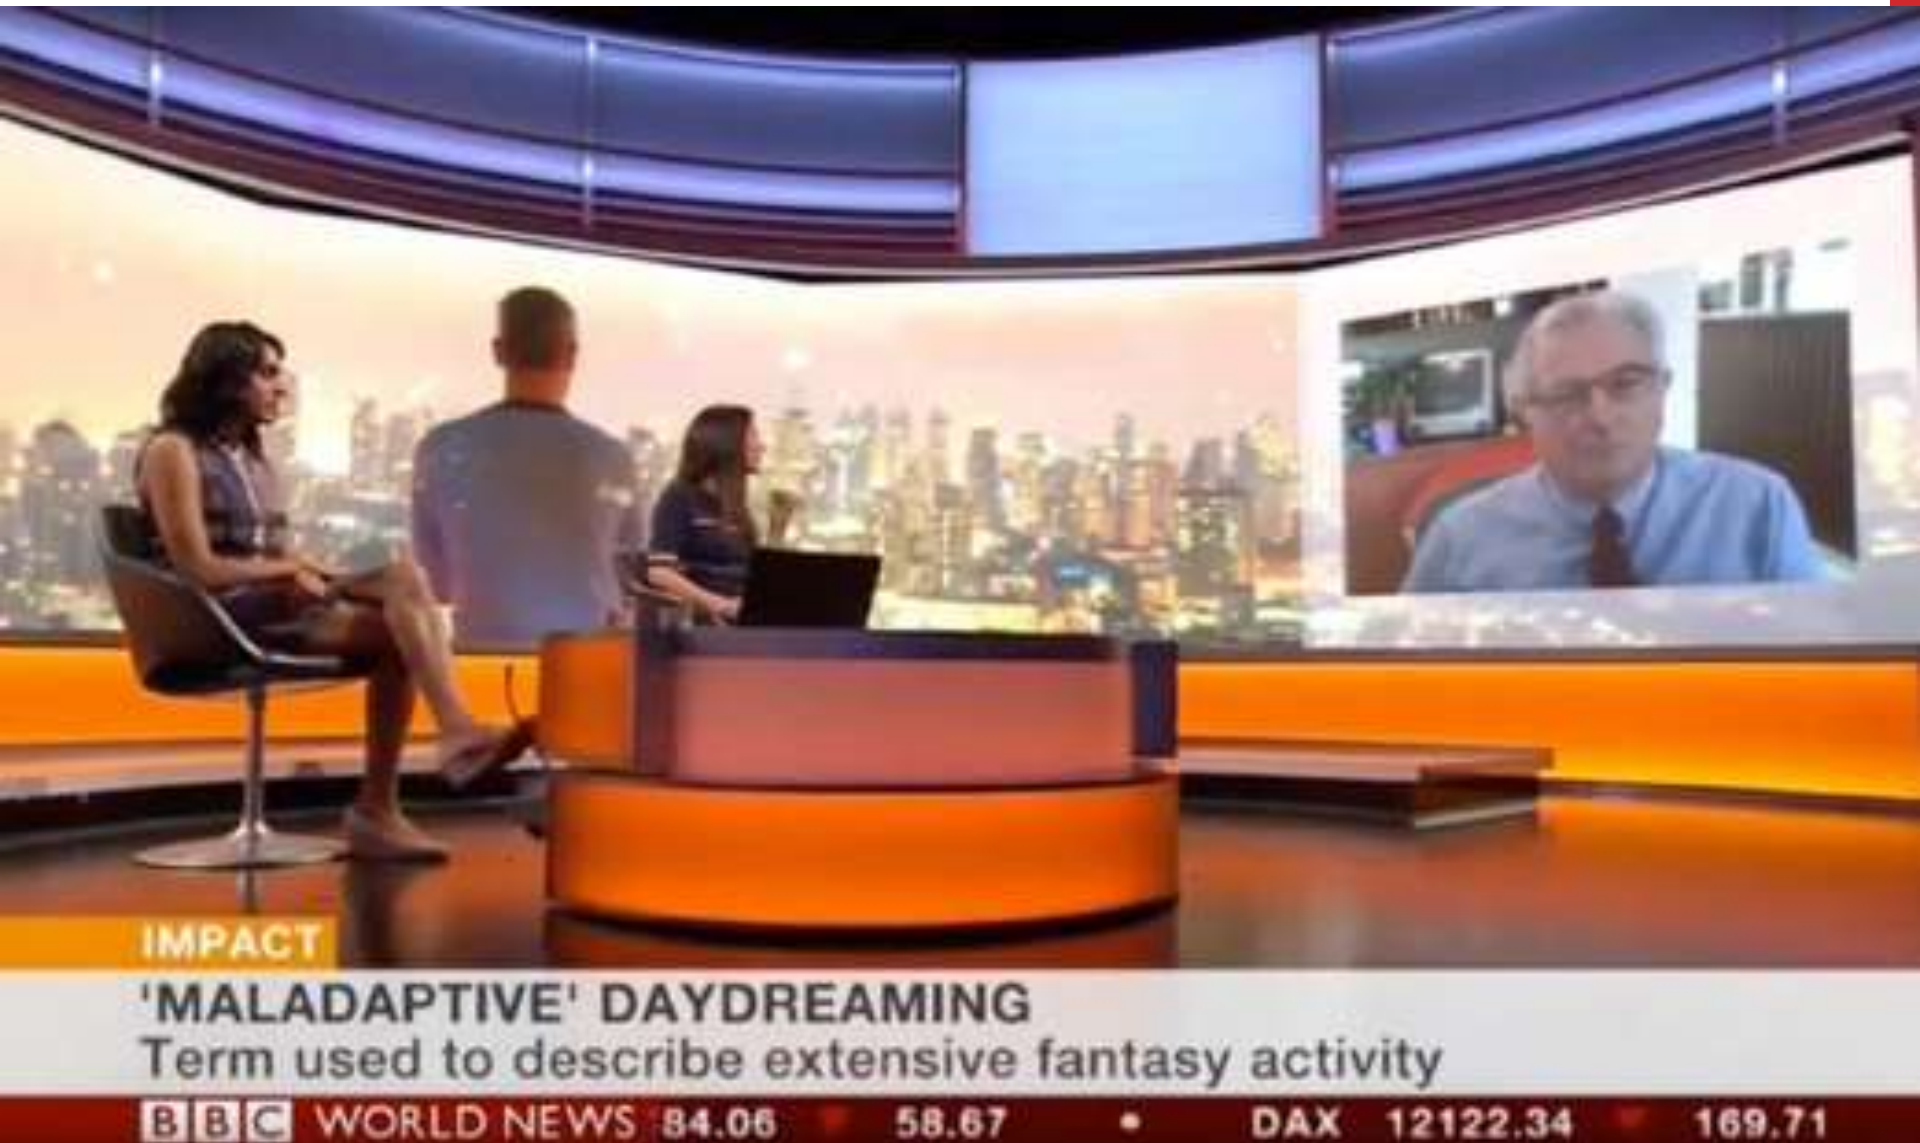 IMPACT
'MALADAPTIVE' DAYDREAMING
Term used to describe extensive fantasy activity
BBC WORLD NEWS 84.06 58.67 • DAX 12122.34 169.71